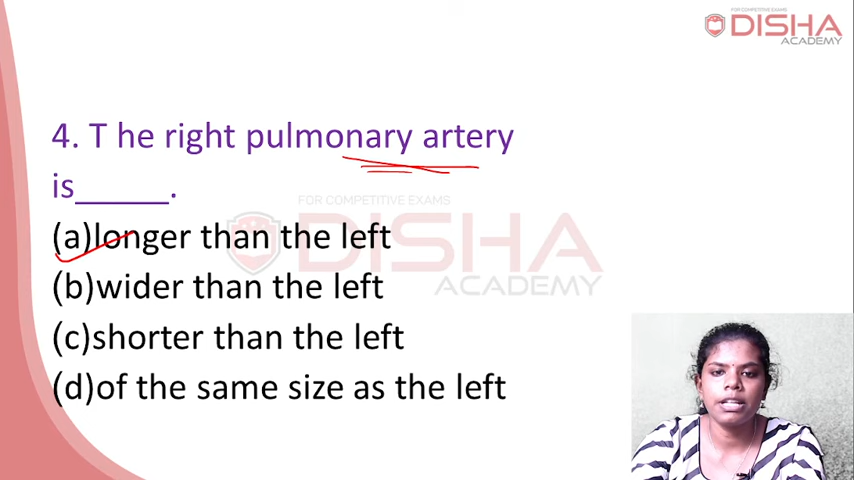 FOR COMPETITIVE EXAMS
DISHA
ACADEMY
4. T he right pulmonary artery
is_____.
FOR COMPETITIVE EXAMS
DISHA
ACADEMY
(a)longer than the left
(b)wider than the left
(c)shorter than the left
(d)of the same size as the left